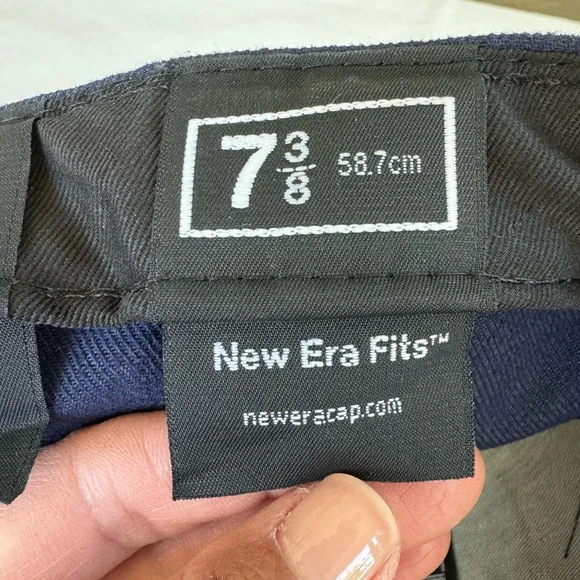 7 3/8 58.7cm
New Era Fits™
neweracap.com